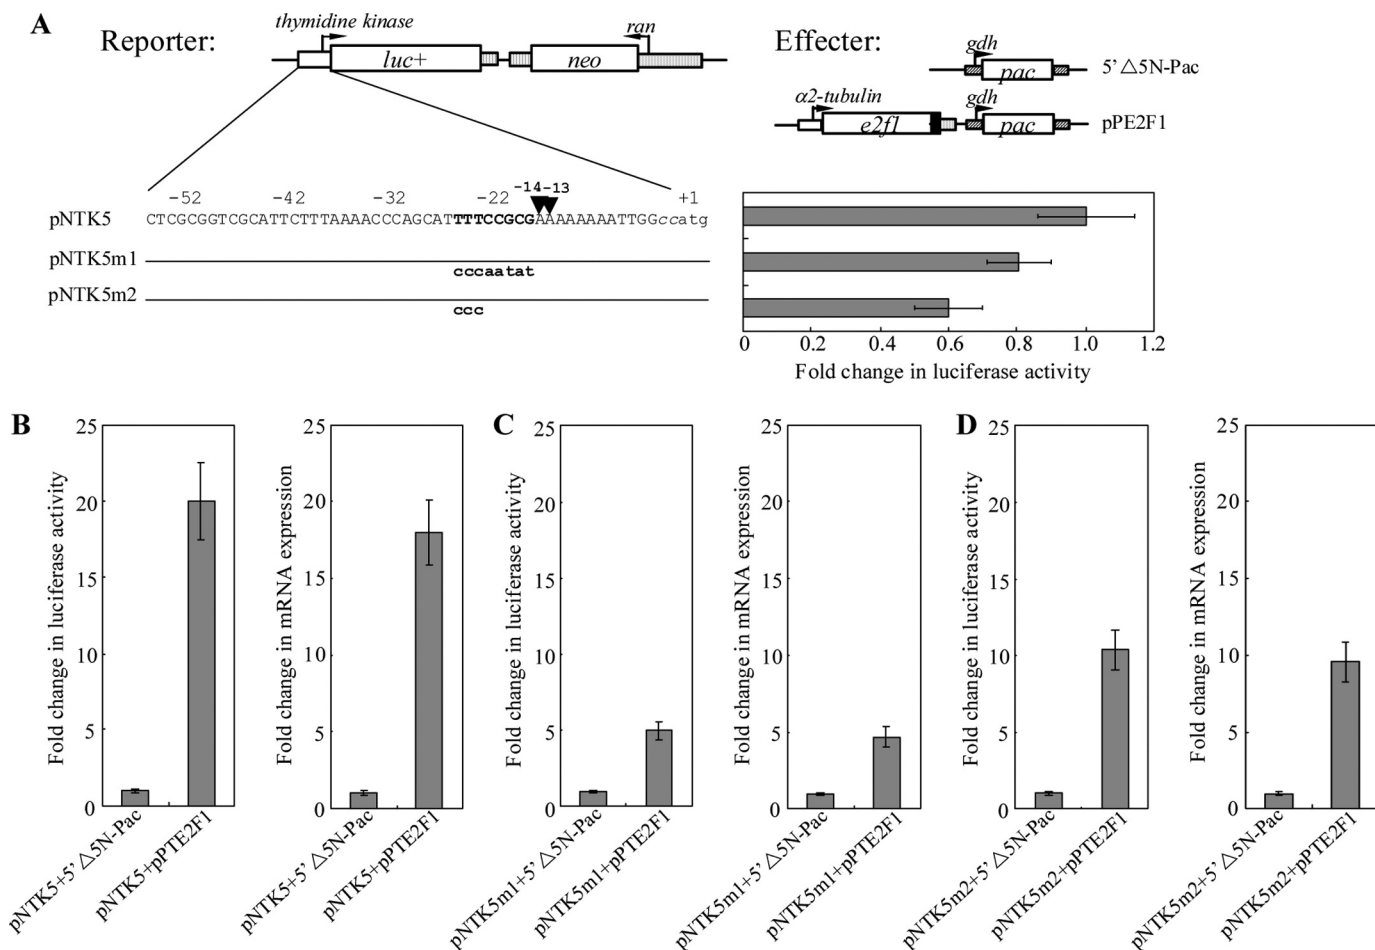 A
Reporter:
thymidine kinase
luc+
neo
ran
Effecter:
gdh
pac
5' △5N-Pac
α2-tubulin
e2f1
gdh
pac
pPE2F1
−52 −42 −32 −22 -14 -13 +1
pNTK5 CTCGCGGTCGCATTCTTTAAAACCCAGCATTTTCCGCGAAAAAAAATTGGccatg
pNTK5m1
cccaatat
pNTK5m2
ccc
0 0.2 0.4 0.6 0.8 1.0 1.2
Fold change in luciferase activity
B
Fold change in luciferase activity
25
20
15
10
5
0
pNTK5+5' △5N-Pac
pNTK5+pPTE2F1
Fold change in mRNA expression
25
20
15
10
5
0
pNTK5+5' △5N-Pac
pNTK5+pPTE2F1
C
Fold change in luciferase activity
25
20
15
10
5
0
pNTK5m1+5' △5N-Pac
pNTK5m1+pPTE2F1
Fold change in mRNA expression
25
20
15
10
5
0
pNTK5m1+5' △5N-Pac
pNTK5m1+pPTE2F1
D
Fold change in luciferase activity
25
20
15
10
5
0
pNTK5m2+5' △5N-Pac
pNTK5m2+pPTE2F1
Fold change in mRNA expression
25
20
15
10
5
0
pNTK5m2+5' △5N-Pac
pNTK5m2+pPTE2F1